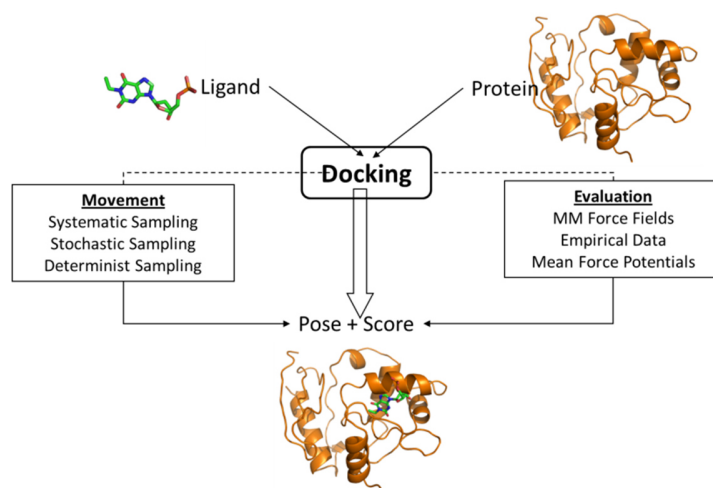 Ligand
Protein
Docking
Movement
Systematic Sampling
Stochastic Sampling
Determinist Sampling
Evaluation
MM Force Fields
Empirical Data
Mean Force Potentials
Pose + Score